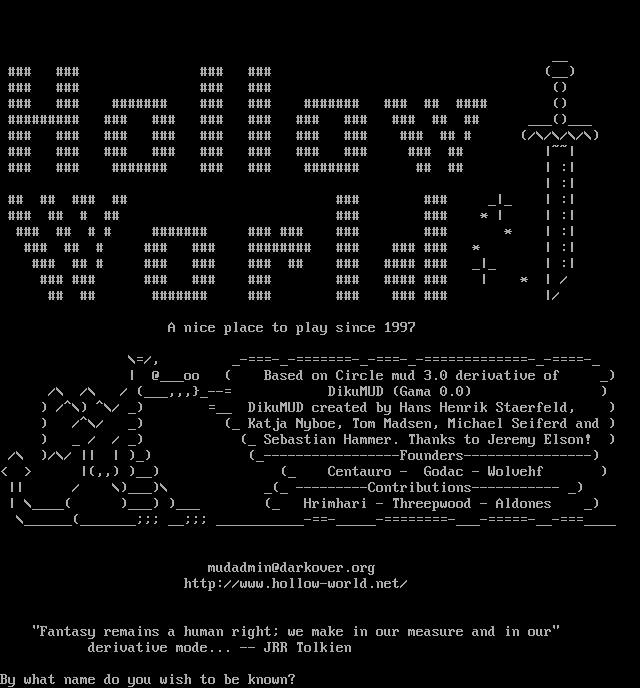 Hollow
World
A nice place to play since 1997
Based on Circle mud 3.0 derivative of
DikuMUD (Gama 0.0)
DikuMUD created by Hans Henrik Staerfeld,
Katja Nyboe, Tom Madsen, Michael Seiferd and
Sebastian Hammer. Thanks to Jeremy Elson!
Founders
Centauro - Godac - Wolvehf
Contributions
Hrimhari - Threepwood - Aldones
mudadmin@darkover.org
http://www.hollow-world.net/
"Fantasy remains a human right; we make in our measure and in our"
derivative mode... -- JRR Tolkien
By what name do you wish to be known?